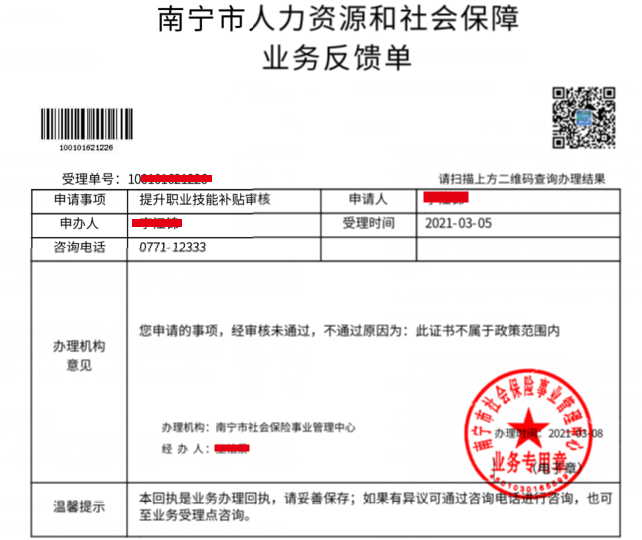 南宁市人力资源和社会保障
业务反馈单
100101621226
受理单号：10
请扫描上方二维码查询办理结果
申请事项 提升职业技能补贴审核 申请人
申办人 受理时间 2021-03-05
咨询电话 0771-12333
您申请的事项，经审核未通过，不通过原因为：此证书不属于政策范围内
办理机构
意见
办理机构：南宁市社会保险事业管理中心
办理时间：2021-03-08
经 办 人：
（电子章）
南宁市社会保险事业管理中心
业务专用章
温馨提示
本回执是业务办理回执，请妥善保存；如果有异议可通过咨询电话进行咨询，也可
至业务受理点咨询。